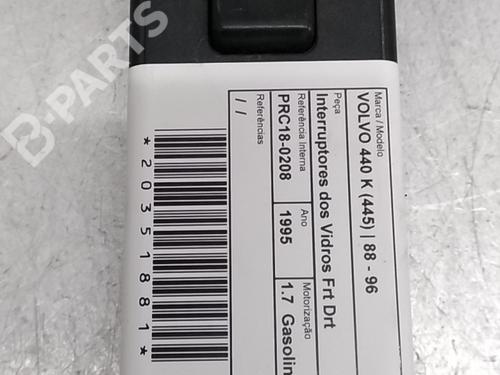 B-PARTS
Marca / Modelo
VOLVO 440 K (445) | 88 - 96
Peça
Interruptores dos Vidros Frt Drt
Referência Interna
PRC18-0208
Ano
1995
Motorização
1.7 Gasolin
Referências
/ /
*20351881*